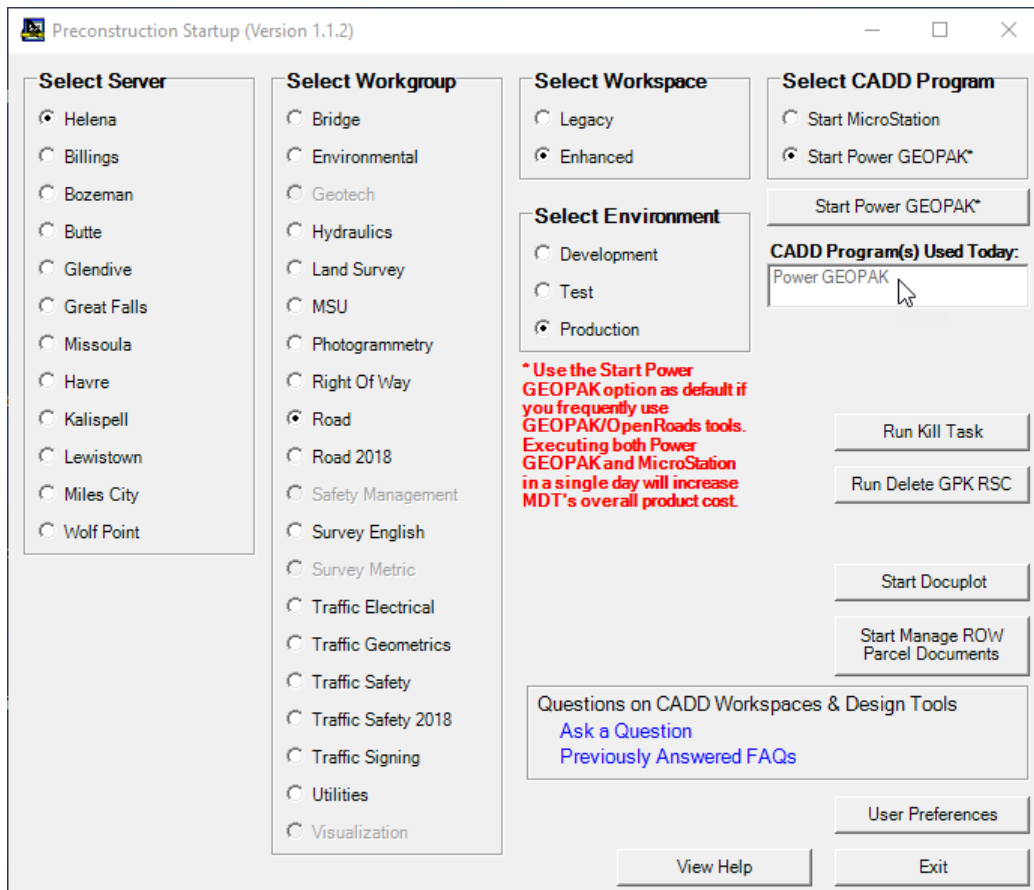 Preconstruction Startup (Version 1.1.2)
Select Server
Helena
Billings
Bozeman
Butte
Glendive
Great Falls
Missoula
Havre
Kalispell
Lewistown
Miles City
Wolf Point
Select Workgroup
Bridge
Environmental
Geotech
Hydraulics
Land Survey
MSU
Photogrammetry
Right Of Way
Road
Road 2018
Safety Management
Survey English
Survey Metric
Traffic Electrical
Traffic Geometrics
Traffic Safety
Traffic Safety 2018
Traffic Signing
Utilities
Visualization
Select Workspace
Legacy
Enhanced
Select Environment
Development
Test
Production
* Use the Start Power
GEOPAK option as default if
you frequently use
GEOPAK/OpenRoads tools.
Executing both Power
GEOPAK and MicroStation
in a single day will increase
MDT's overall product cost.
Select CADD Program
Start MicroStation
Start Power GEOPAK*
Start Power GEOPAK*
CADD Program(s) Used Today:
Power GEOPAK
Run Kill Task
Run Delete GPK RSC
Start Docuplot
Start Manage ROW
Parcel Documents
Questions on CADD Workspaces & Design Tools
Ask a Question
Previously Answered FAQs
User Preferences
View Help
Exit